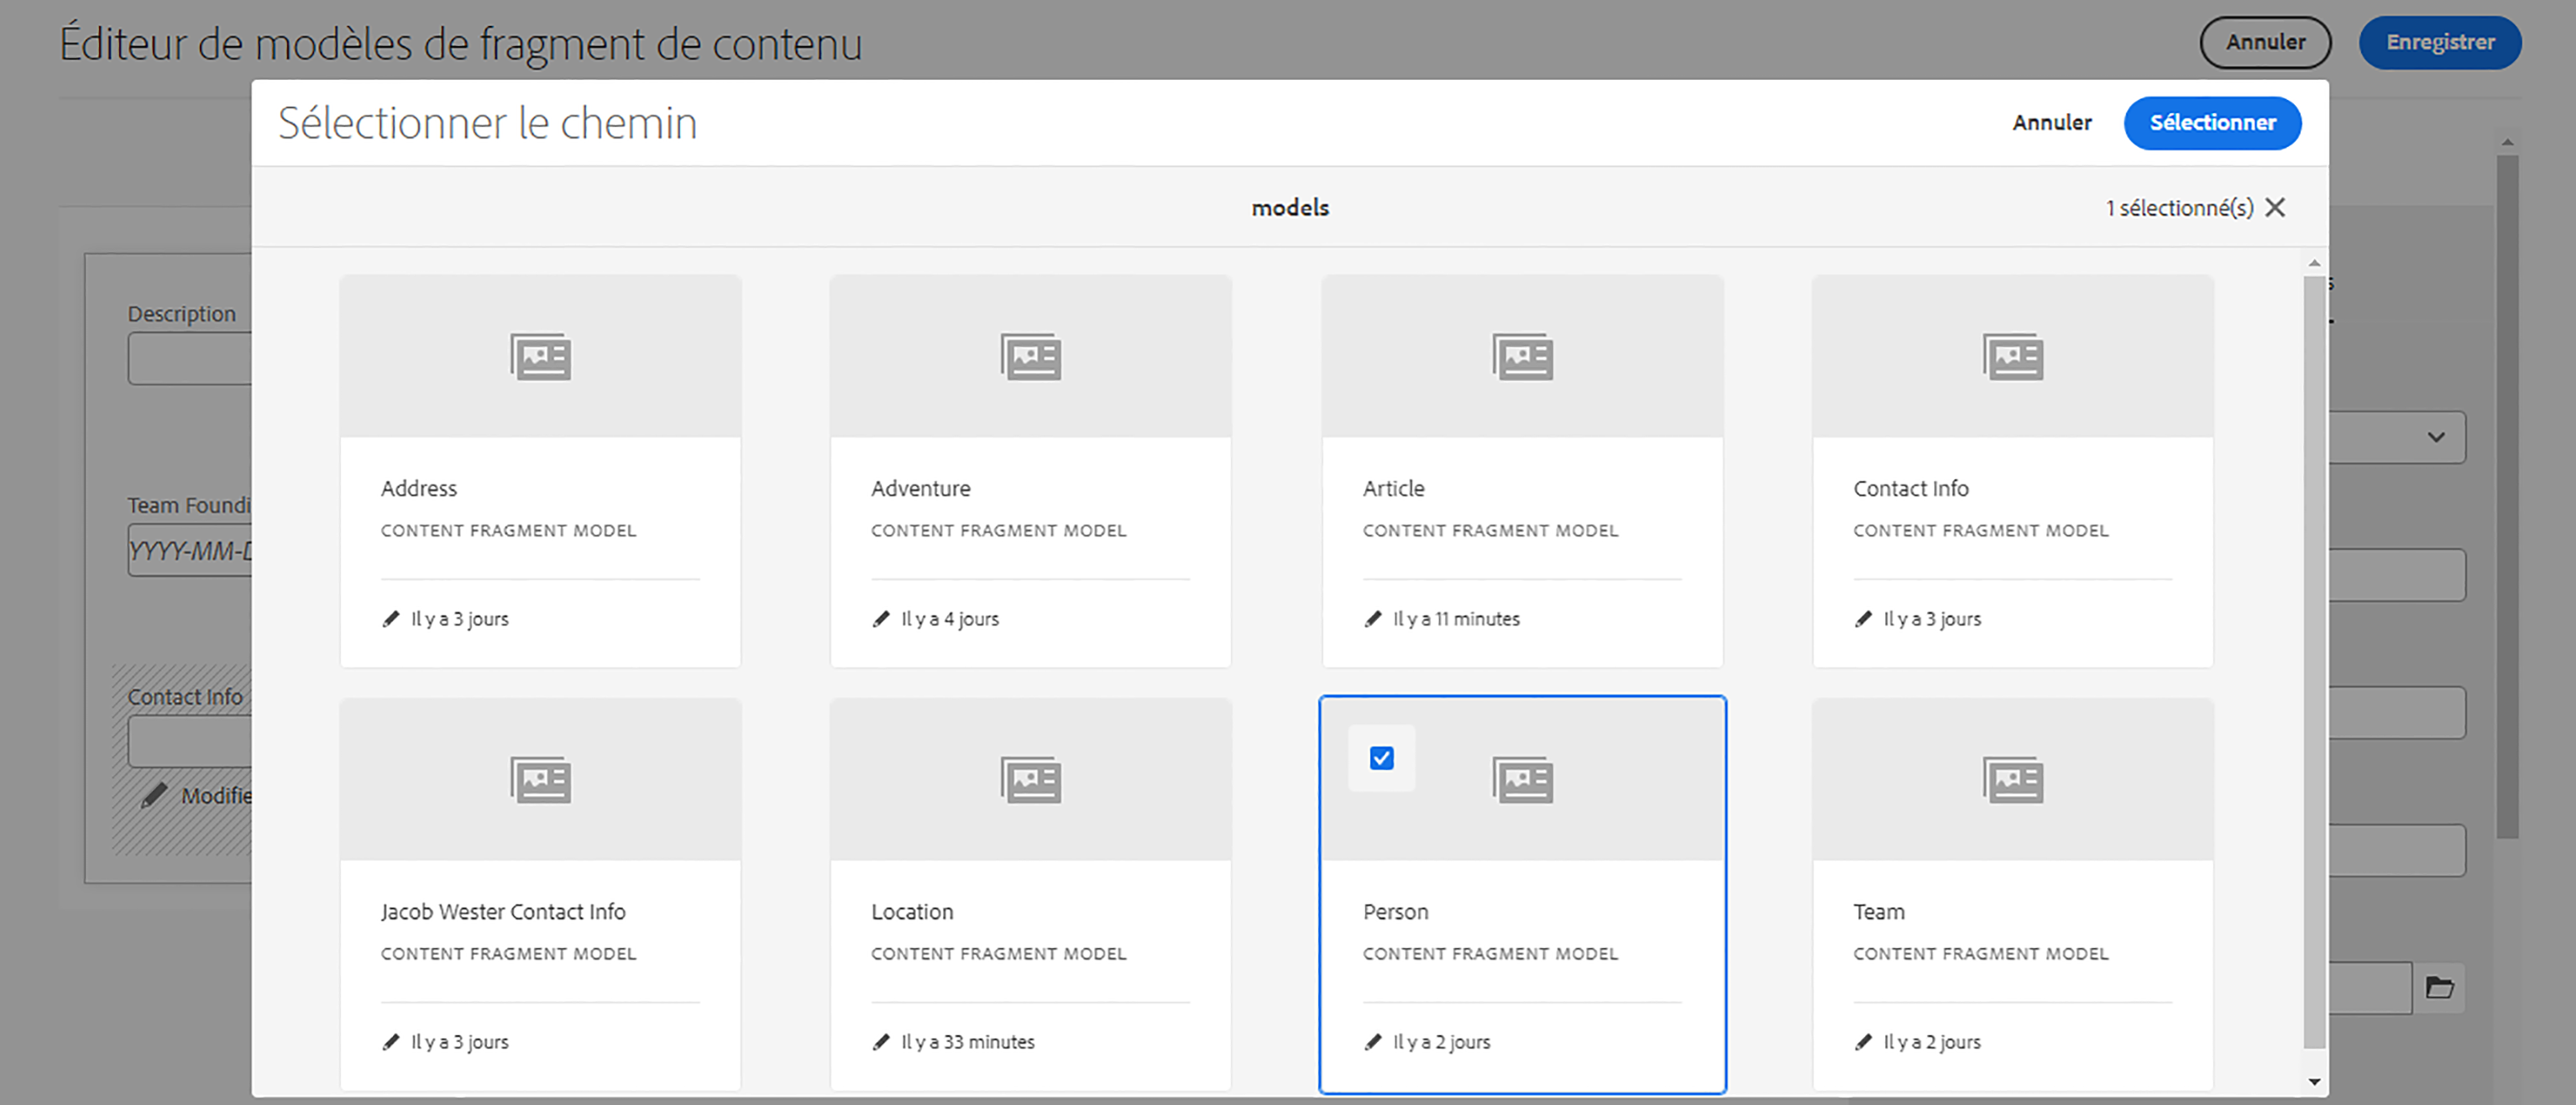 Éditeur de modèles de fragment de contenu
Annuler
Enregistrer
Sélectionner le chemin
Annuler
Sélectionner
models
1 sélectionné(s)
Description
Team Foundi
YYYY-MM-D
Contact Info
Modifie
Address
CONTENT FRAGMENT MODEL
Il y a 3 jours
Adventure
CONTENT FRAGMENT MODEL
Il y a 4 jours
Article
CONTENT FRAGMENT MODEL
Il y a 11 minutes
Contact Info
CONTENT FRAGMENT MODEL
Il y a 3 jours
Jacob Wester Contact Info
CONTENT FRAGMENT MODEL
Il y a 3 jours
Location
CONTENT FRAGMENT MODEL
Il y a 33 minutes
Person
CONTENT FRAGMENT MODEL
Il y a 2 jours
Team
CONTENT FRAGMENT MODEL
Il y a 2 jours